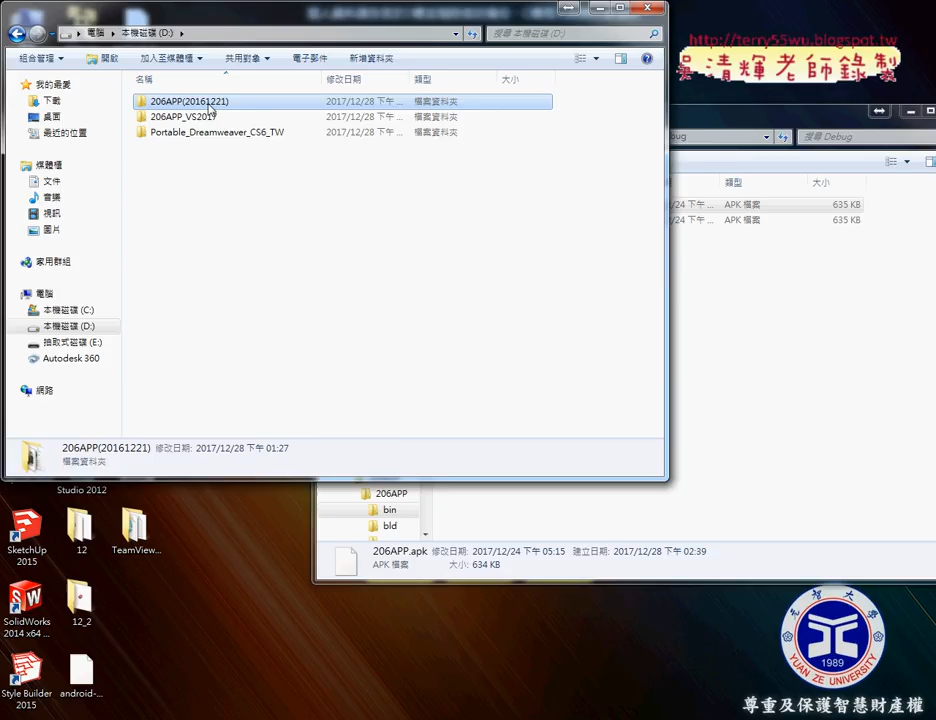 http://terry55wu.blogspot.tw
吳清輝老師錄製
電腦 ▸ 本機磁碟 (D:) ▸
搜尋 本機磁碟 (D:)
組合管理 ▼ 開啟 加入至媒體櫃 ▼ 共用對象 ▼ 電子郵件 新增資料夾
名稱 修改日期 類型 大小
206APP(20161221) 2017/12/28 下午 ... 檔案資料夾
2017/12/28 下午 ... 檔案資料夾
Portable_Dreamweaver_CS6_TW 2017/12/28 下午 ... 檔案資料夾
我的最愛
下載
桌面
最近的位置
媒體櫃
文件
音樂
視訊
圖片
家用群組
電腦
本機磁碟 (C:)
本機磁碟 (D:)
抽取式磁碟 (E:)
Autodesk 360
網路
206APP(20161221) 修改日期: 2017/12/28 下午 01:27
檔案資料夾
bug
搜尋 Debug
類型 大小
/24 下午 ... APK 檔案 635 KB
/24 下午 ... APK 檔案 635 KB
206APP
bin
bld
206APP.apk 修改日期: 2017/12/24 下午 05:15 建立日期: 2017/12/28 下午 02:39
APK 檔案 大小: 634 KB
Studio 2012
SketchUp
2015
12
TeamView...
SolidWorks
2014 x64 ...
12_2
Style Builder
2015
android-...
元智大學
YUAN ZE UNIVERSITY
1989
尊重及保護智慧財產權